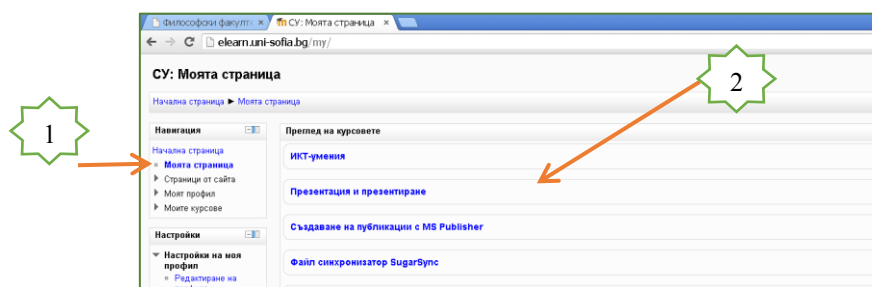 Философски факулте
СУ: Моята страница
elearn.uni-sofia.bg/my/
СУ: Моята страница
Начална страница ► Моята страница
1
2
Навигация
Начална страница
Моята страница
Страници от сайта
Моят профил
Моите курсове
Настройки
Настройки на моя
профил
Редактиране на
Преглед на курсовете
ИКТ-умения
Презентация и презентиране
Създаване на публикации с MS Publisher
Файл синхронизатор SugarSync